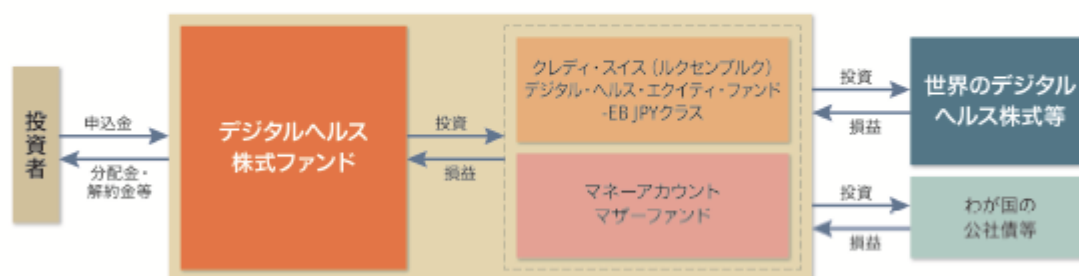 投資者
申込金
分配金・
解約金等
デジタルヘルス
株式ファンド
投資
損益
クレディ・スイス（ルクセンブルク）
デジタル・ヘルス・エクイティ・ファンド
-EB JPYクラス
マネーアカウント
マザーファンド
投資
損益
世界のデジタル
ヘルス株式等
投資
損益
わが国の
公社債等